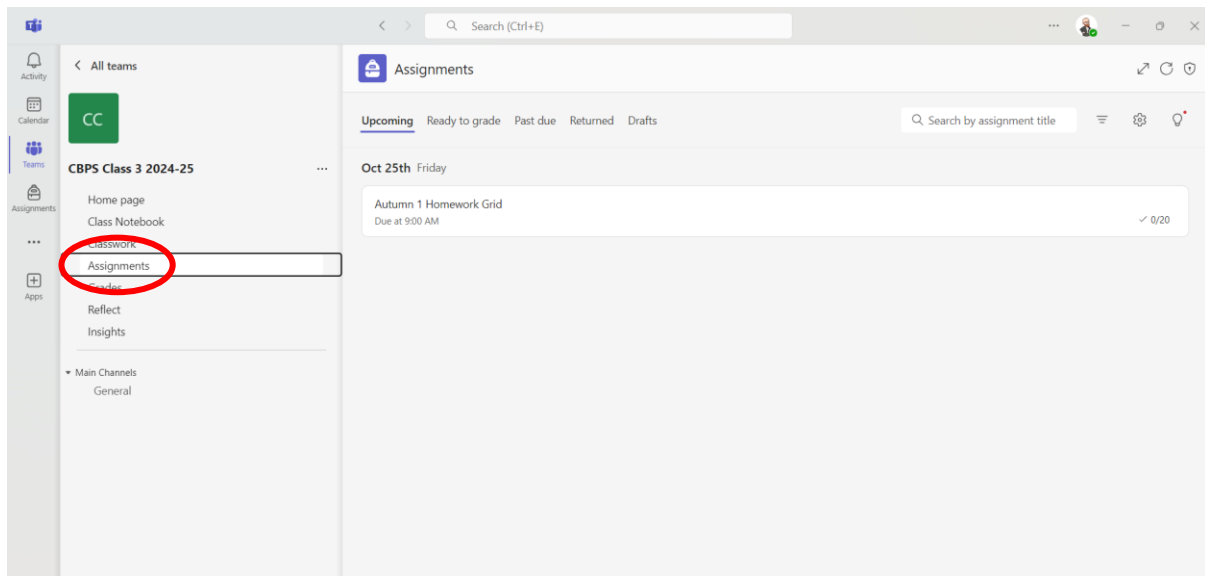 Search (Ctrl+E)
Activity
Calendar
Teams
Assignments
Apps
All teams
CC
CBPS Class 3 2024-25
Home page
Class Notebook
Classwork
Assignments
Grades
Reflect
Insights
Main Channels
General
Assignments
Upcoming Ready to grade Past due Returned Drafts
Search by assignment title
Oct 25th Friday
Autumn 1 Homework Grid
Due at 9:00 AM
0/20